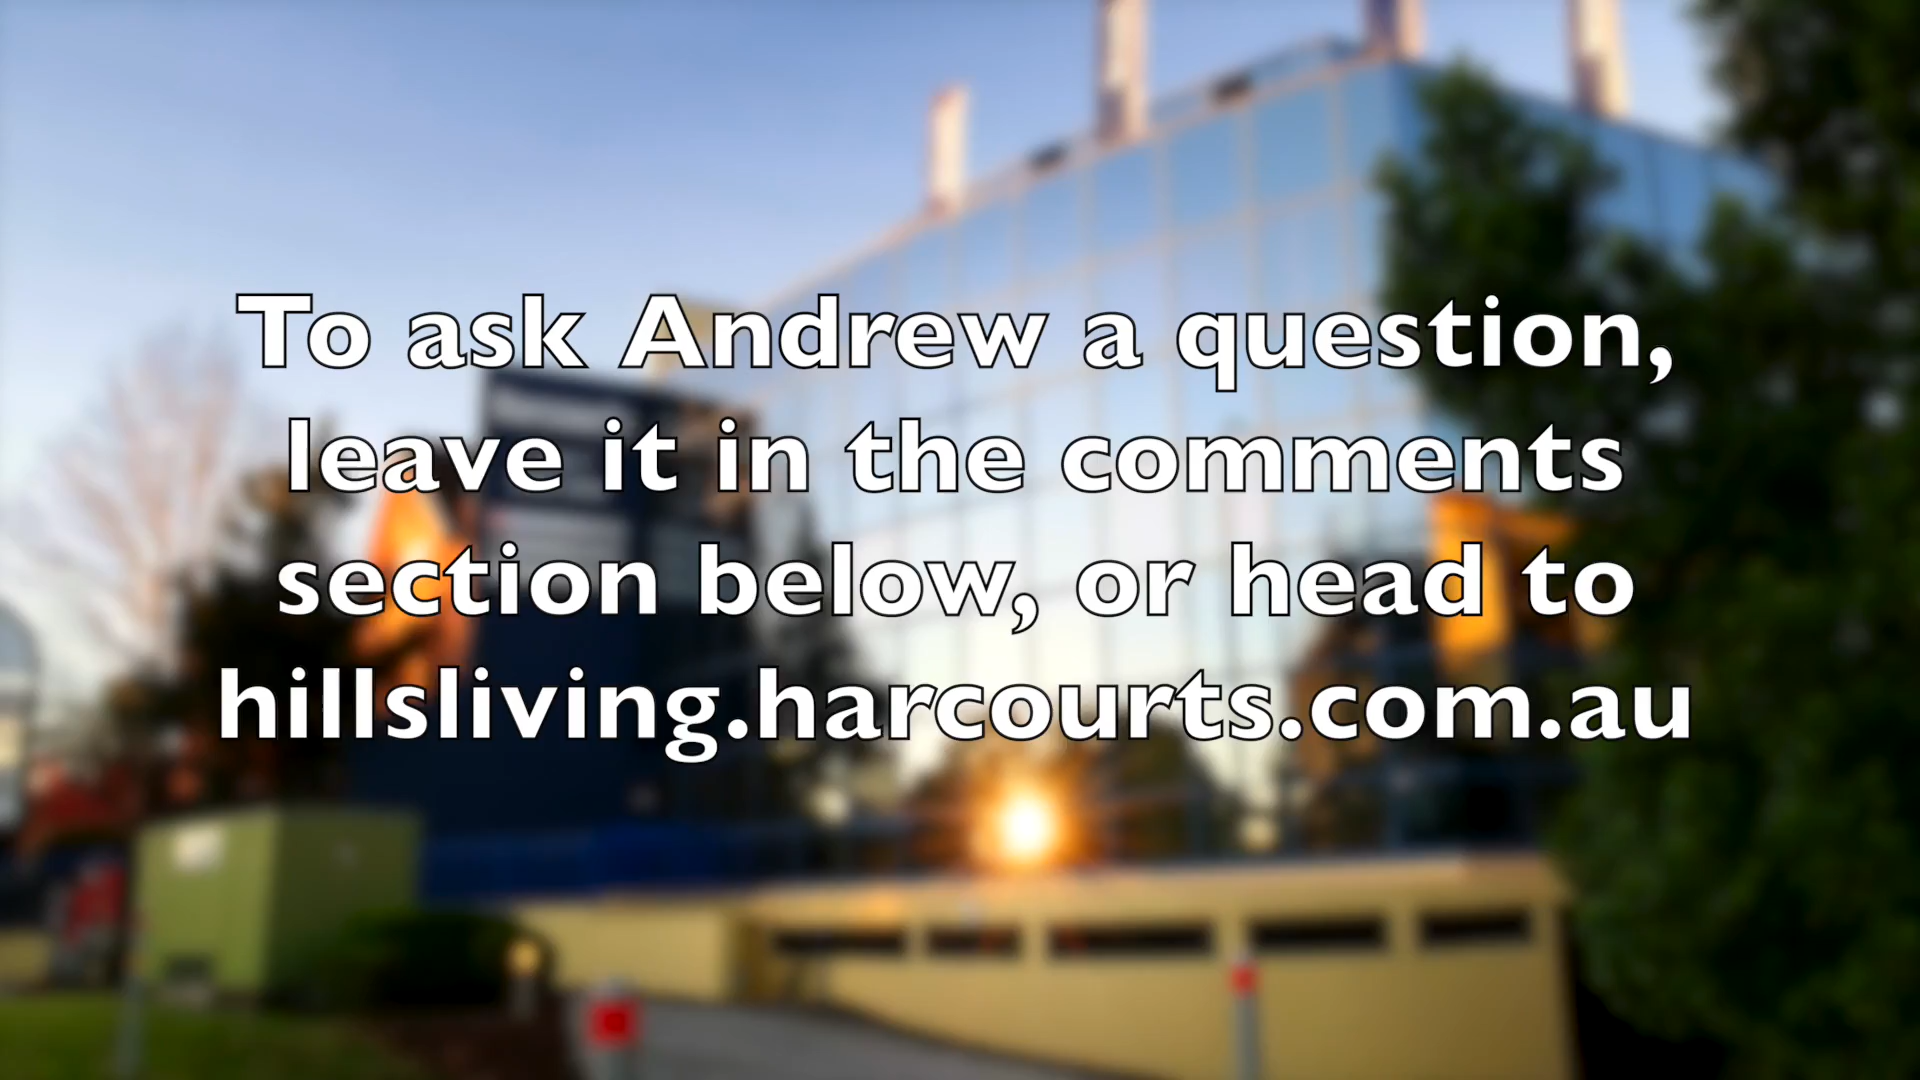 To ask Andrew a question,
leave it in the comments
section below, or head to
hillsliving.harcourts.com.au